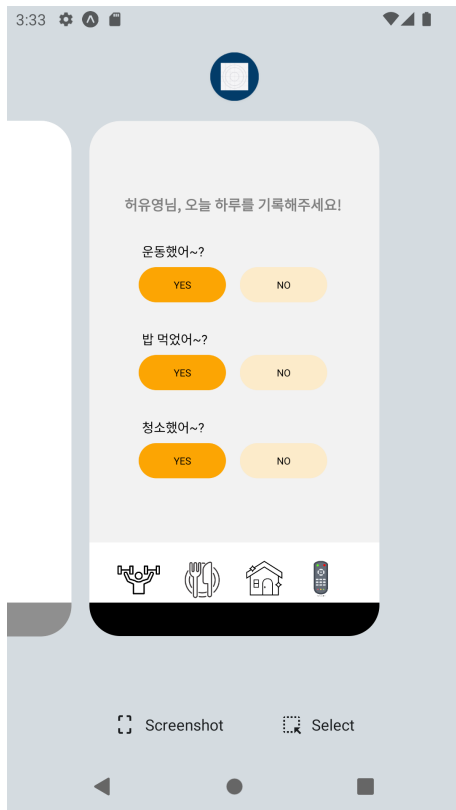 3:33
허유영님, 오늘 하루를 기록해주세요!
운동했어~?
YES NO
밥 먹었어~?
YES NO
청소했어~?
YES NO
Screenshot Select